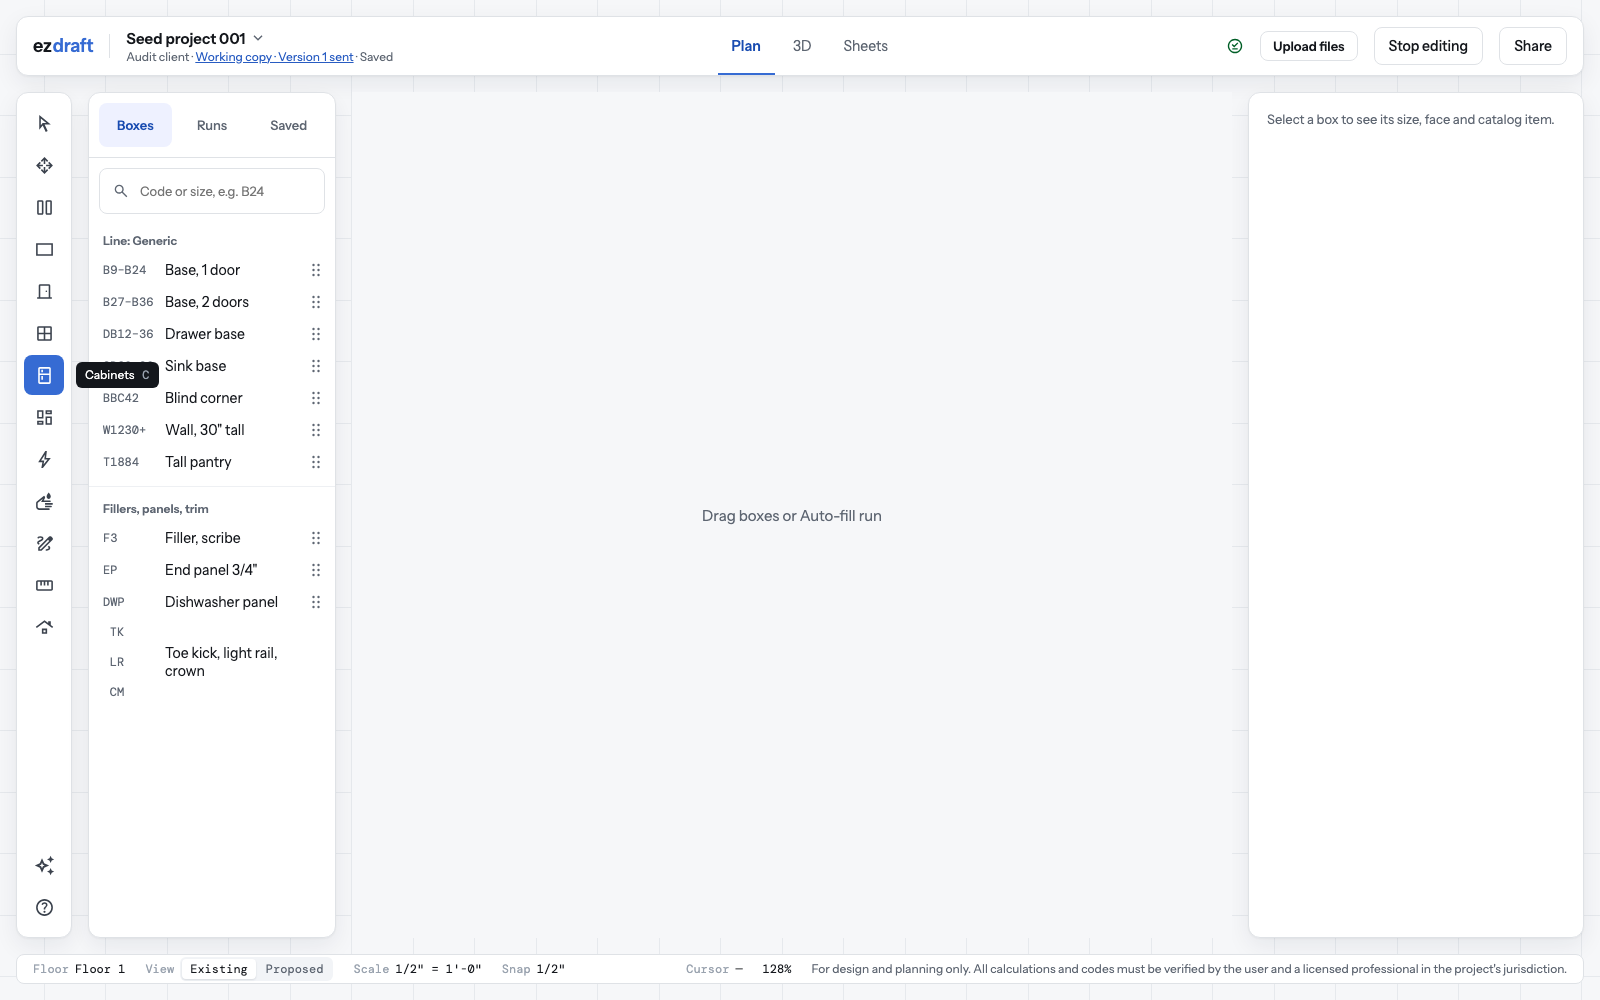 ezdraft
Seed project 001
Audit client · Working copy · Version 1 sent · Saved
Plan
3D
Sheets
Upload files
Stop editing
Share
Boxes
Runs
Saved
Code or size, e.g. B24
Line: Generic
B9–B24 Base, 1 door
B27–B36 Base, 2 doors
DB12–36 Drawer base
Sink base
Cabinets C
BBC42 Blind corner
W1230+ Wall, 30" tall
T1884 Tall pantry
Fillers, panels, trim
F3 Filler, scribe
EP End panel 3/4"
DWP Dishwasher panel
TK
LR
CM
Toe kick, light rail,
crown
Drag boxes or Auto-fill run
Select a box to see its size, face and catalog item.
Floor Floor 1 View Existing Proposed Scale 1/2" = 1'-0" Snap 1/2" Cursor — 128% For design and planning only. All calculations and codes must be verified by the user and a licensed professional in the project's jurisdiction.